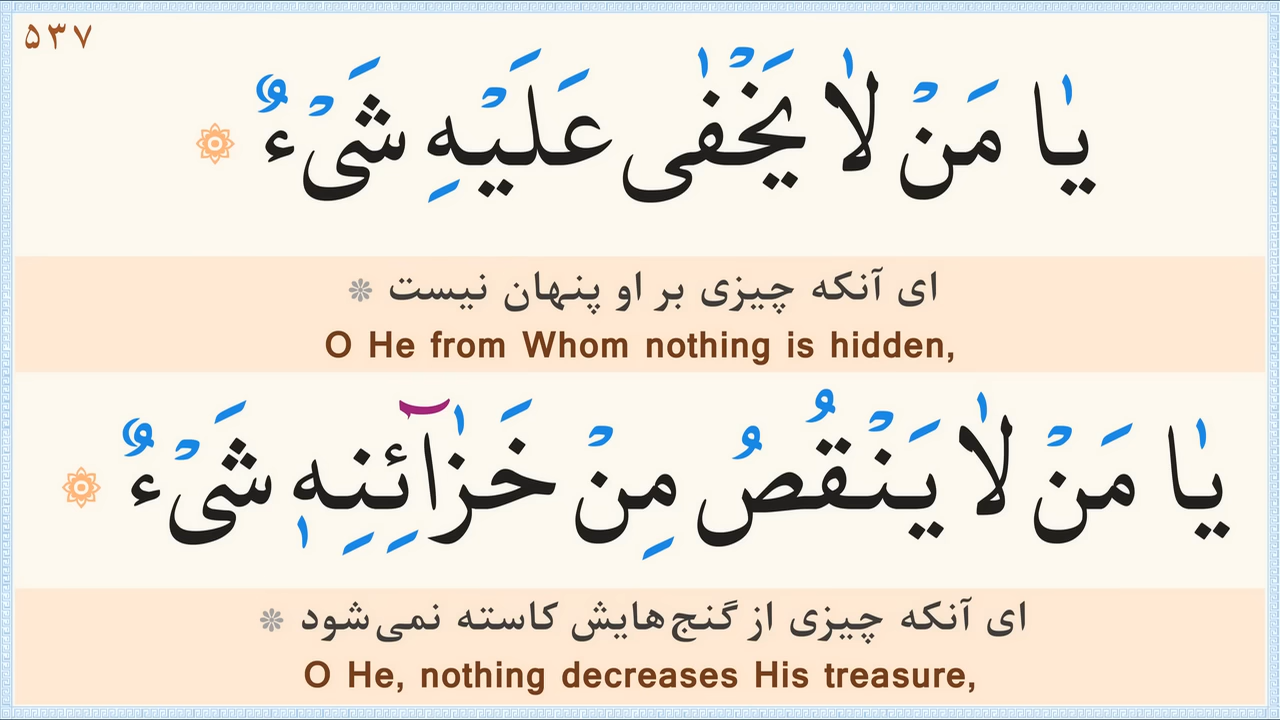 ۵۳۷
يٰا مَنْ لٰا يَخْفٰى عَلَيْهِ شَىْءٌ
ای آنکه چیزی بر او پنهان نیست
O He from Whom nothing is hidden,
يٰا مَنْ لٰا يَنْقُصُ مِنْ خَزٰآئِنِهٖ شَىْءٌ
ای آنکه چیزی از گنج‌هایش کاسته نمی‌شود
O He, nothing decreases His treasure,